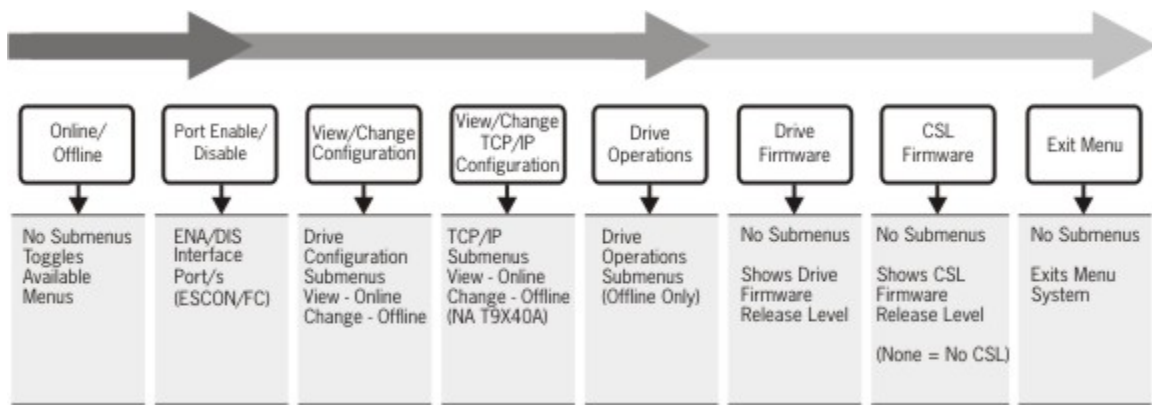 Online/
Offline
Port Enable/
Disable
View/Change
Configuration
View/Change
TCP/IP
Configuration
Drive
Operations
Drive
Firmware
CSL
Firmware
Exit Menu
No Submenus
Toggles
Available
Menus
ENA/DIS
Interface
Port/s
(ESCON/FC)
Drive
Configuration
Submenus
View - Online
Change - Offline
TCP/IP
Submenus
View - Online
Change - Offline
(NA T9X40A)
Drive
Operations
Submenus
(Offline Only)
No Submenus
Shows Drive
Firmware
Release Level
No Submenus
Shows CSL
Firmware
Release Level
(None = No CSL)
No Submenus
Exits Menu
System